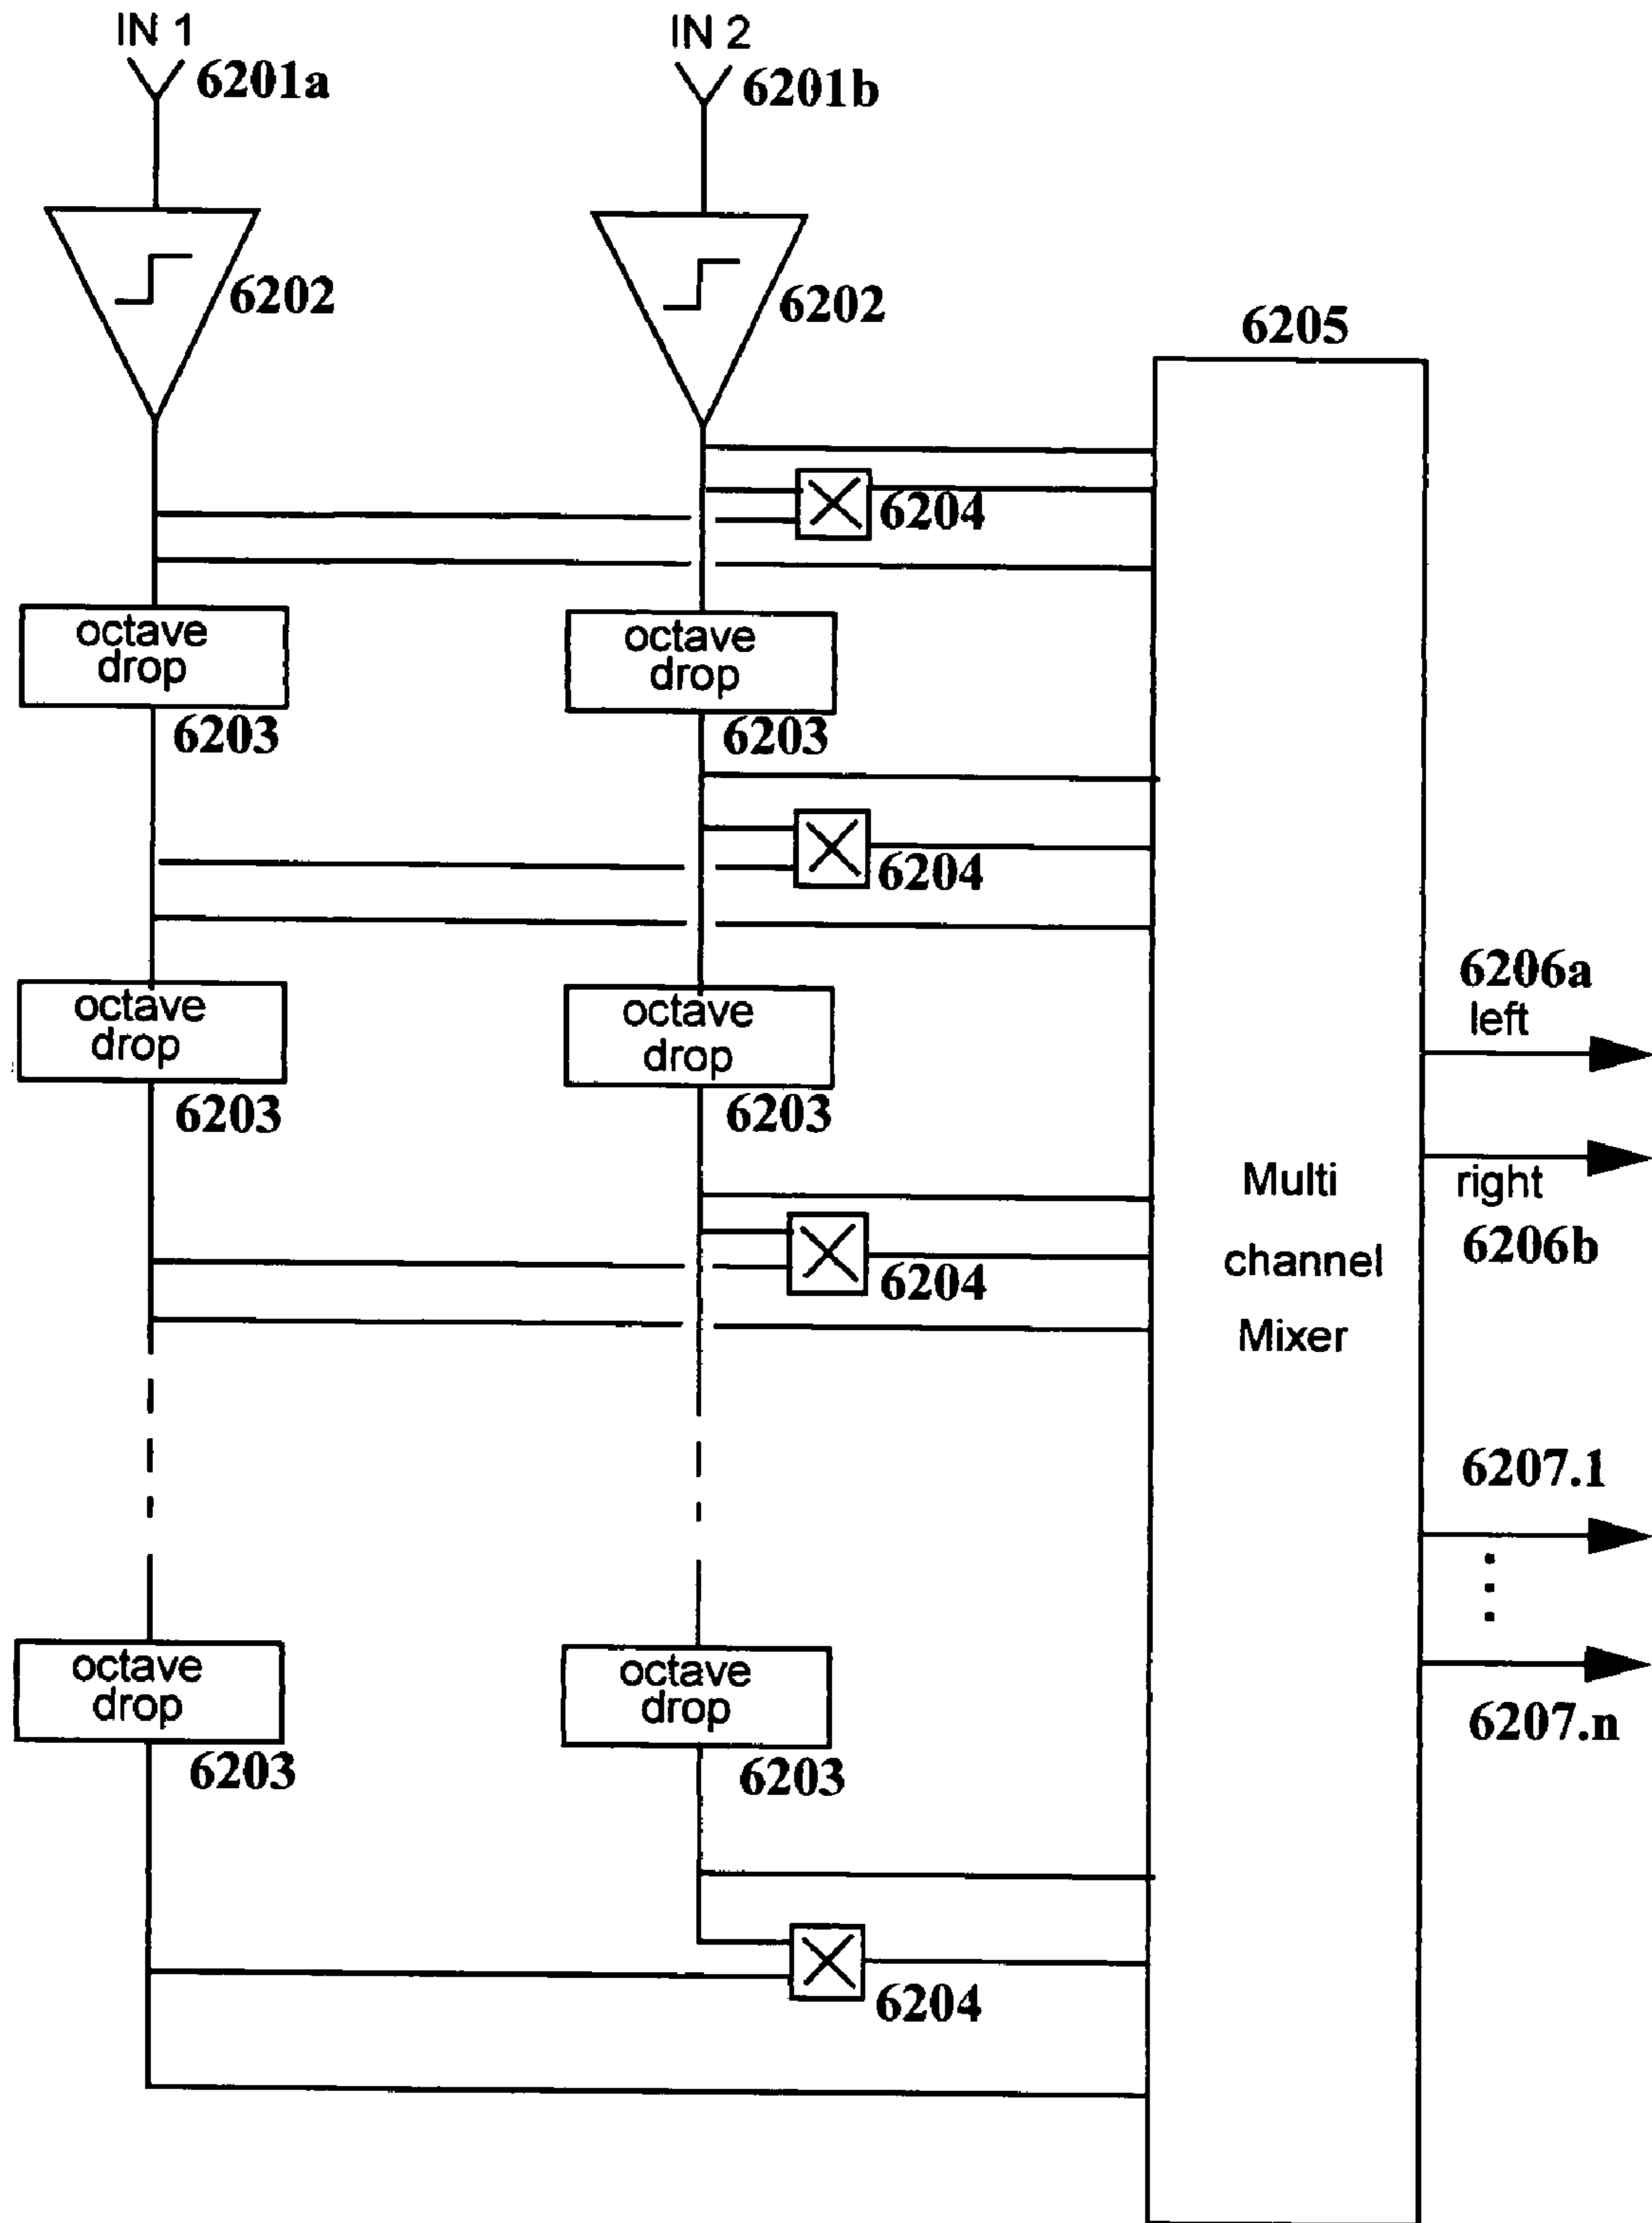 IN 1
6201a
IN 2
6201b
6202
6202
6205
6204
octave
drop
6203
octave
drop
6203
6204
octave
drop
6203
octave
drop
6203
6206a
left
right
6206b
Multi
channel
Mixer
6204
6207.1
6207.n
octave
drop
6203
octave
drop
6203
6204